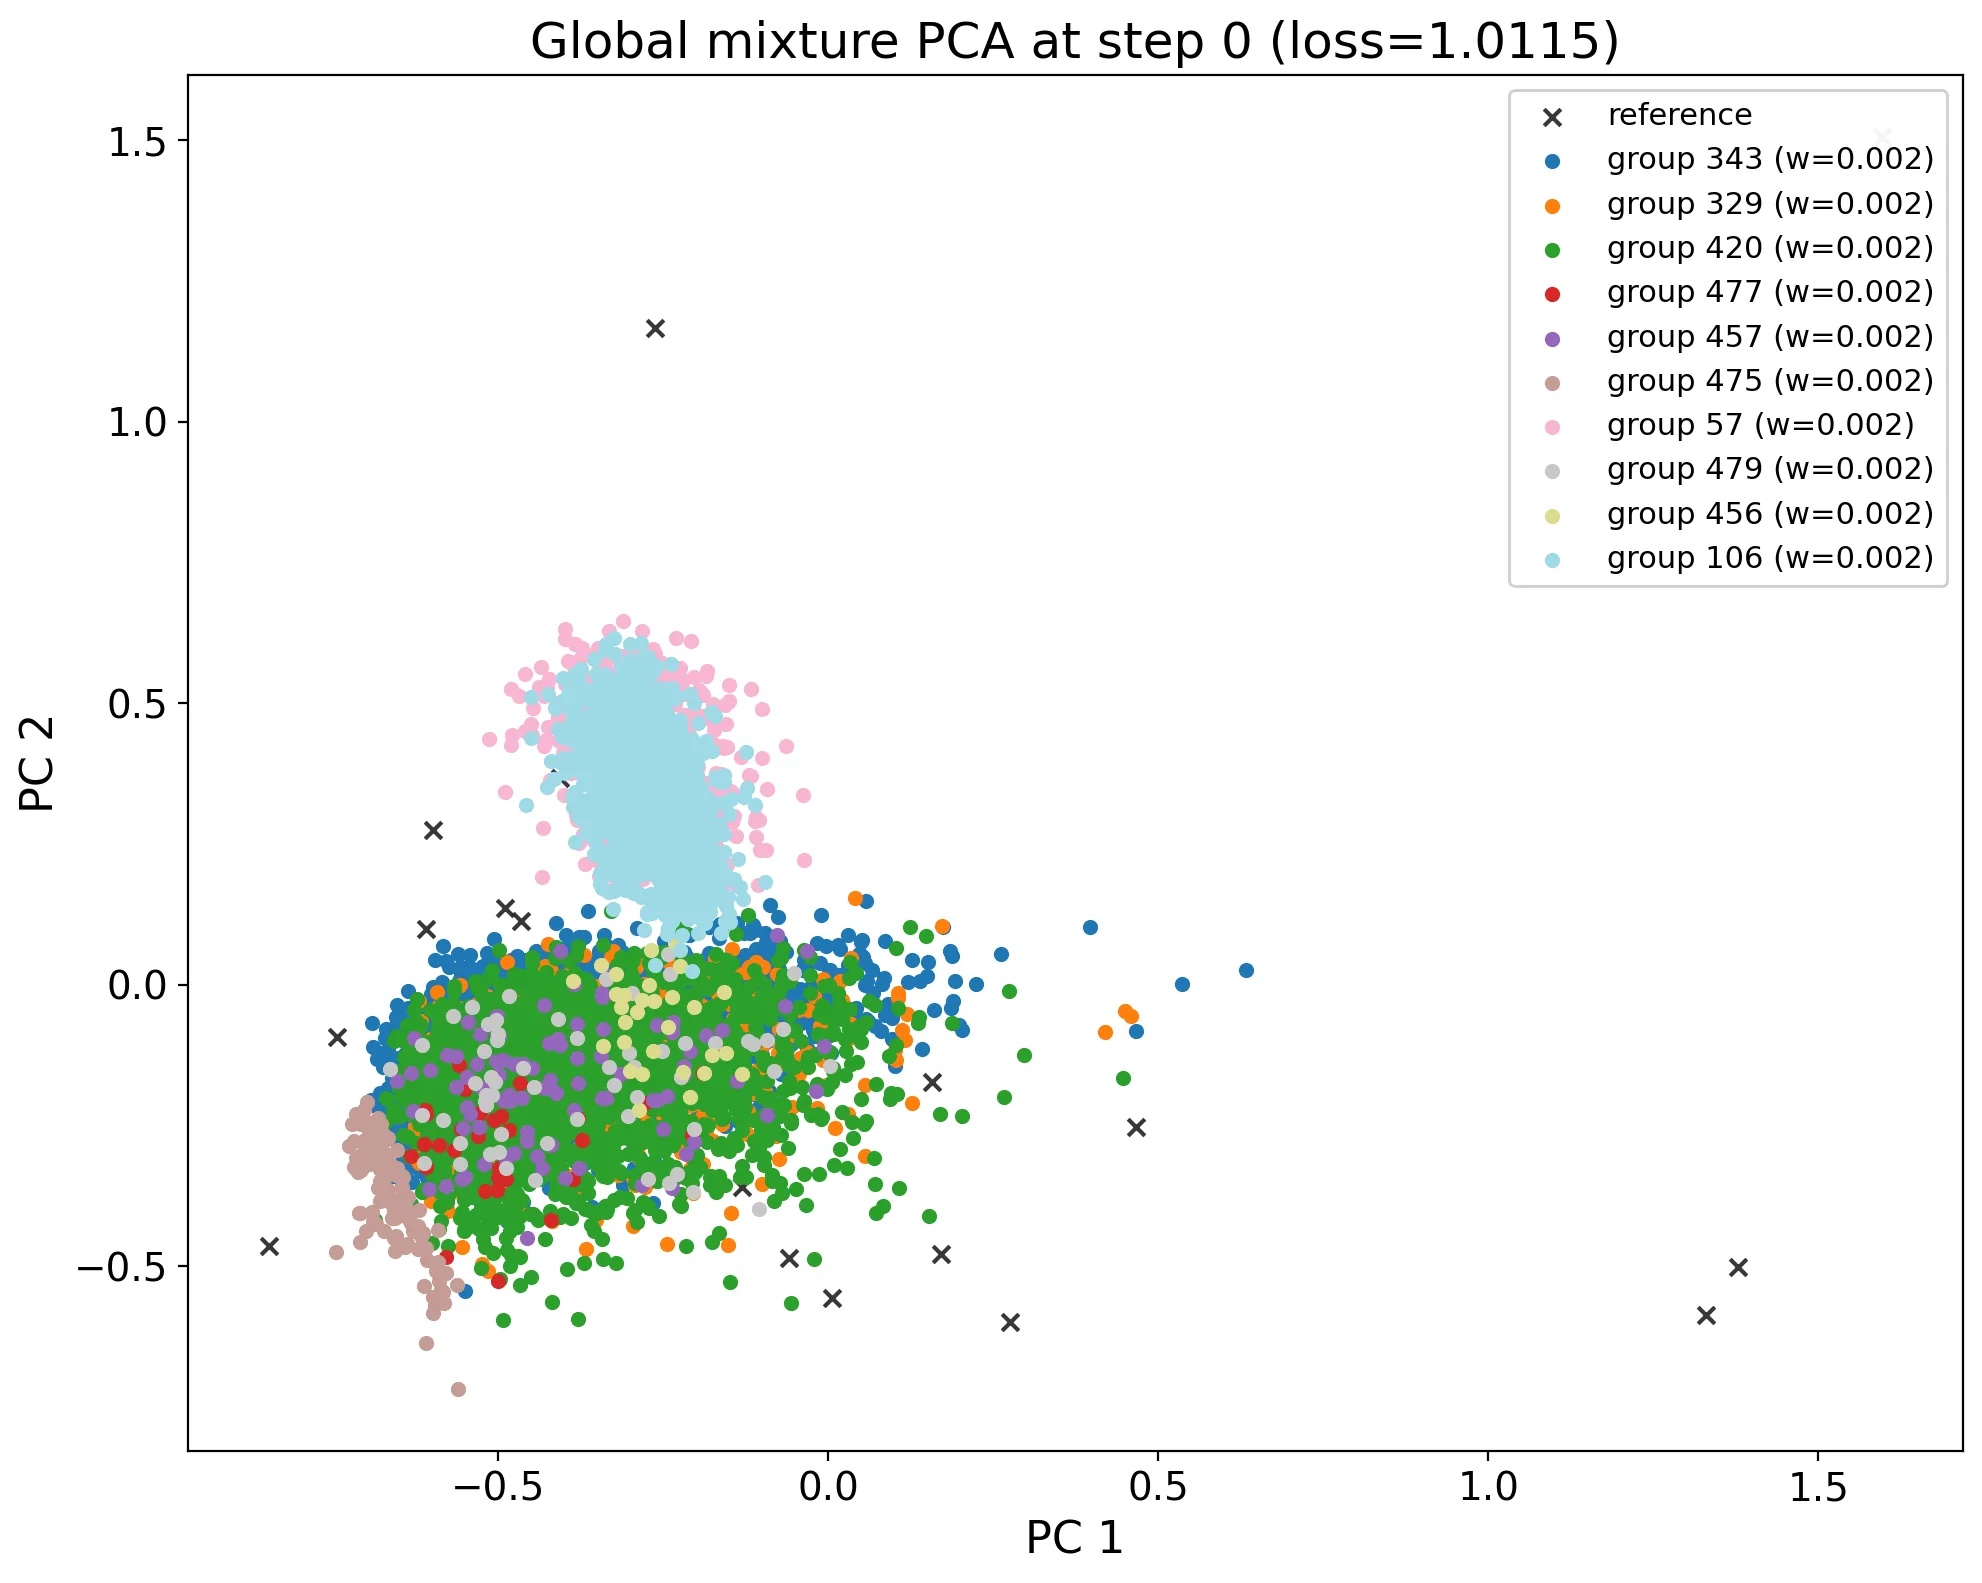 Global mixture PCA at step 0 (loss=1.0115)
reference
group 343 (w=0.002)
group 329 (w=0.002)
group 420 (w=0.002)
group 477 (w=0.002)
group 457 (w=0.002)
group 475 (w=0.002)
group 57 (w=0.002)
group 479 (w=0.002)
group 456 (w=0.002)
group 106 (w=0.002)
1.5
1.0
0.5
0.0
−0.5
PC 2
−0.5
0.0
0.5
1.0
1.5
PC 1